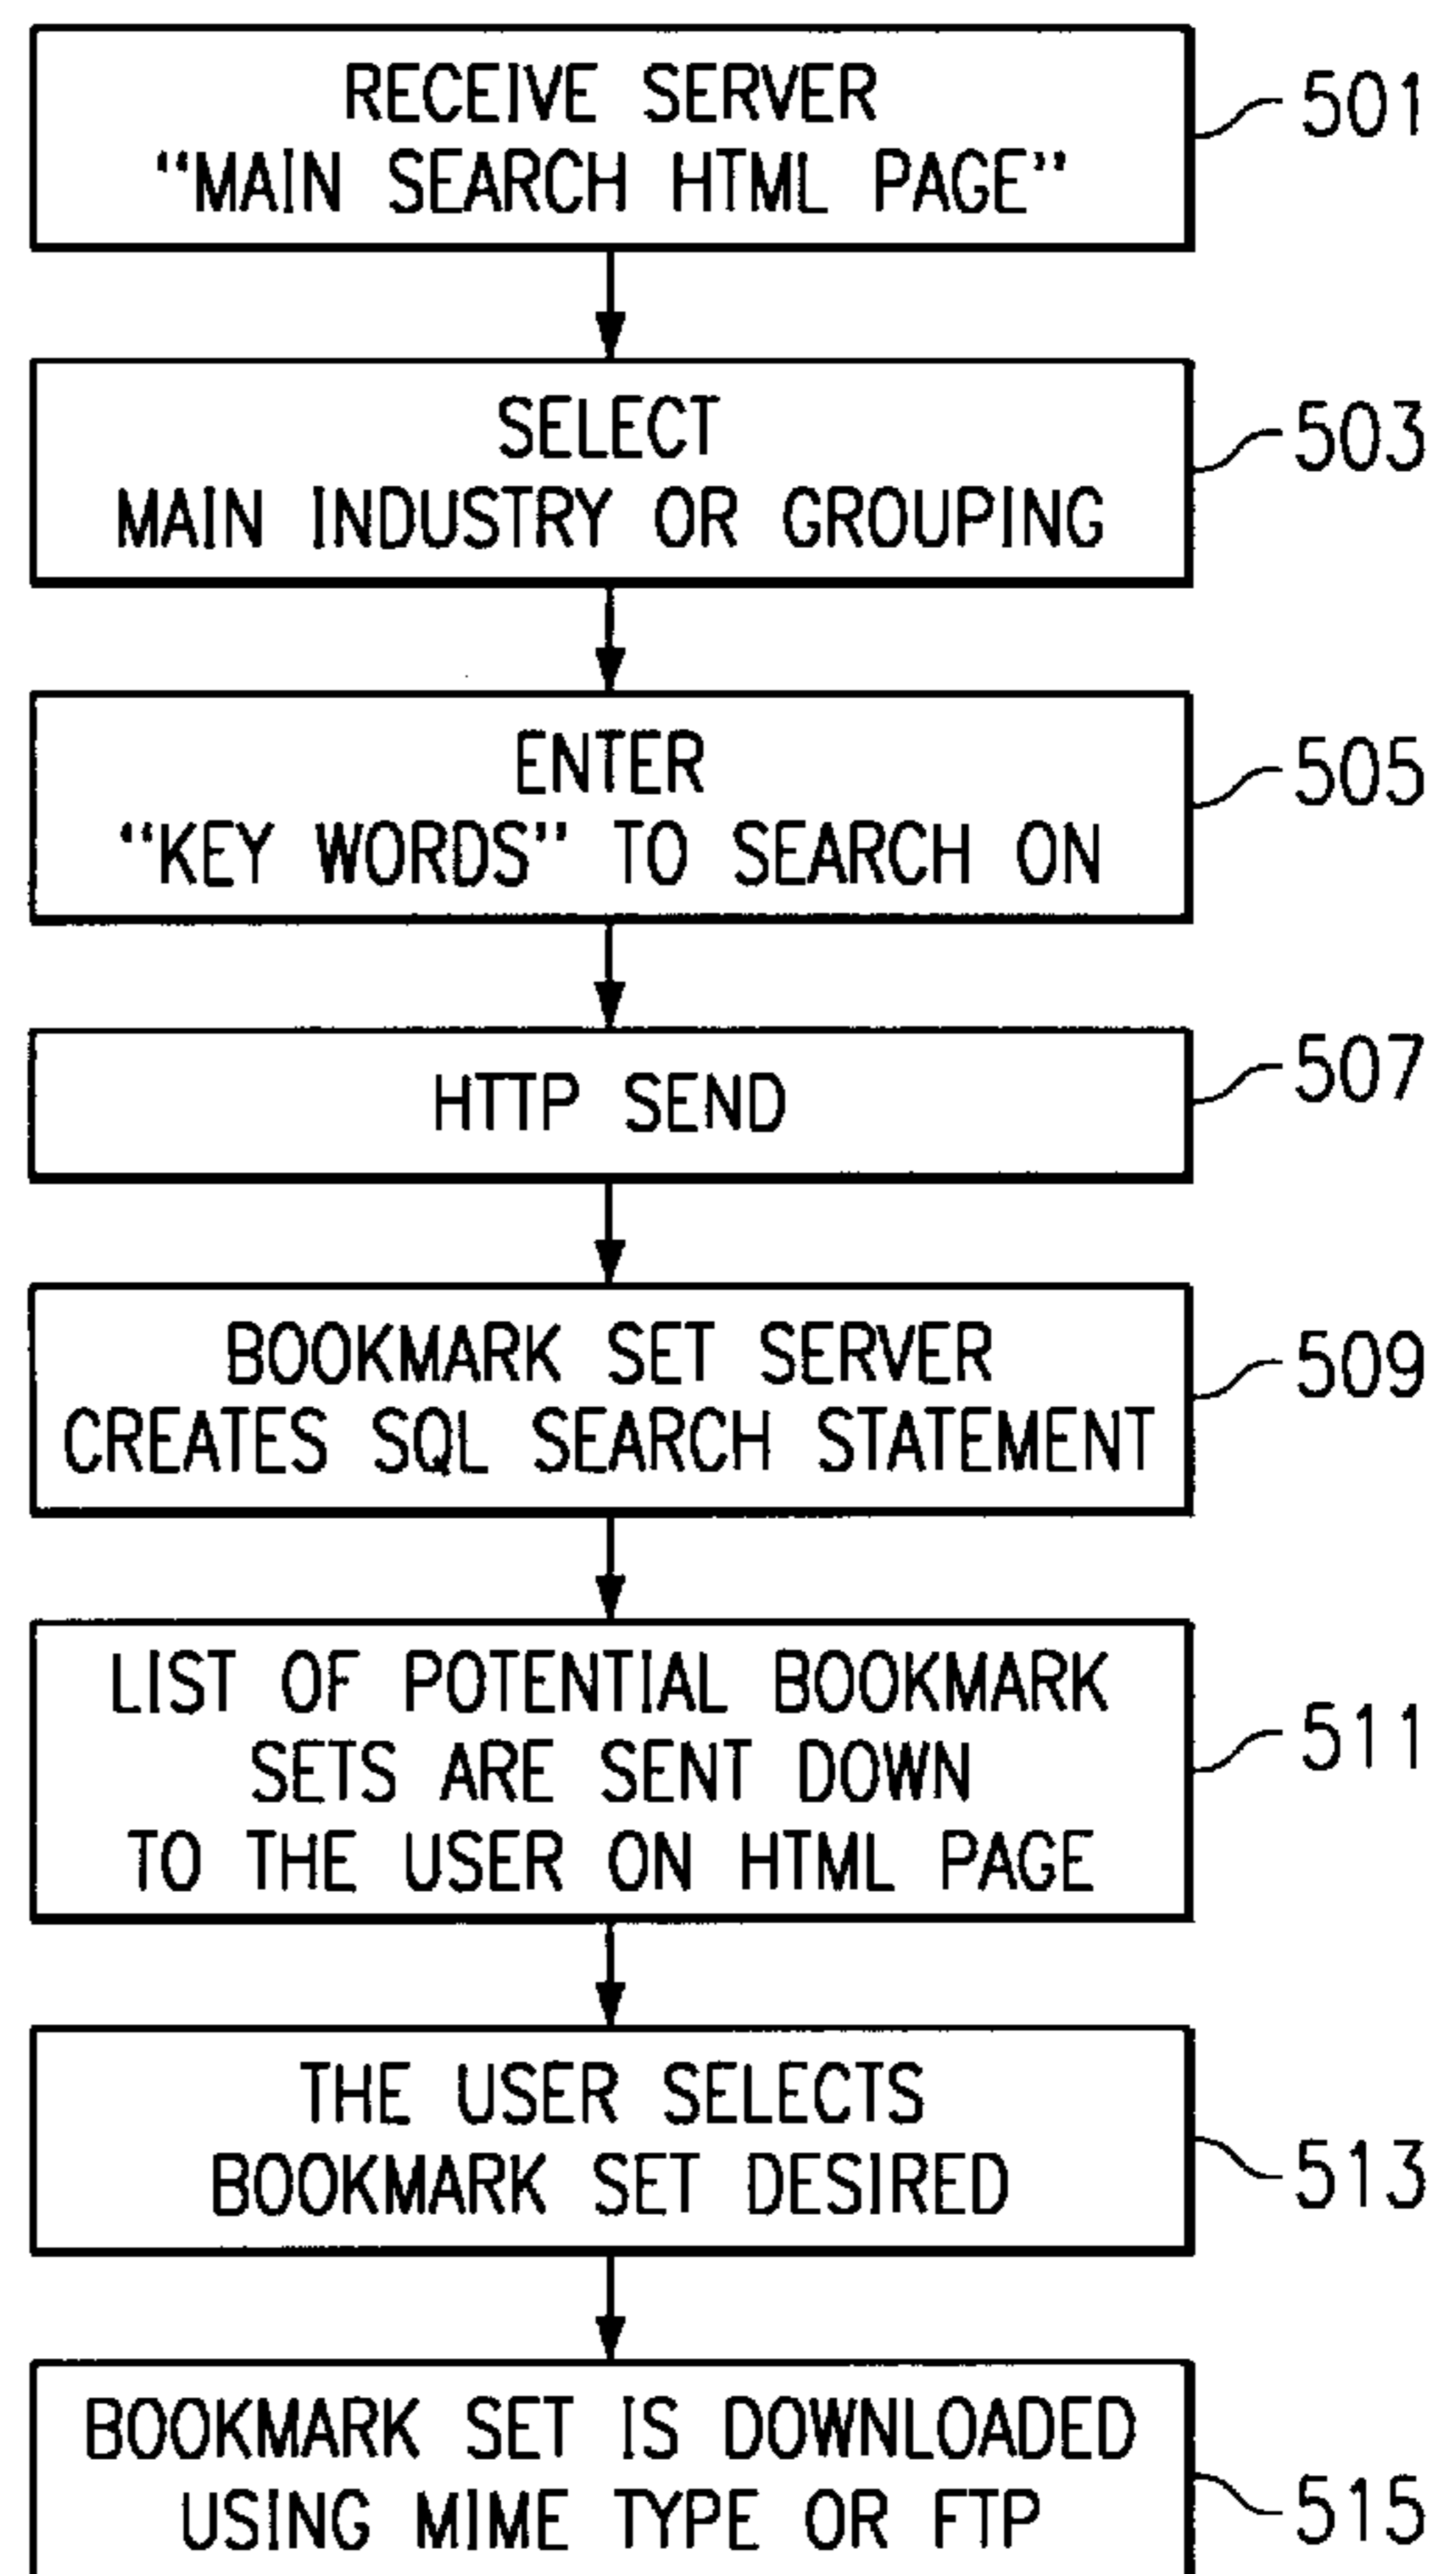 RECEIVE SERVER
"MAIN SEARCH HTML PAGE"
501
SELECT
MAIN INDUSTRY OR GROUPING
503
ENTER
"KEY WORDS" TO SEARCH ON
505
HTTP SEND
507
BOOKMARK SET SERVER
CREATES SQL SEARCH STATEMENT
509
LIST OF POTENTIAL BOOKMARK
SETS ARE SENT DOWN
TO THE USER ON HTML PAGE
511
THE USER SELECTS
BOOKMARK SET DESIRED
513
BOOKMARK SET IS DOWNLOADED
USING MIME TYPE OR FTP
515